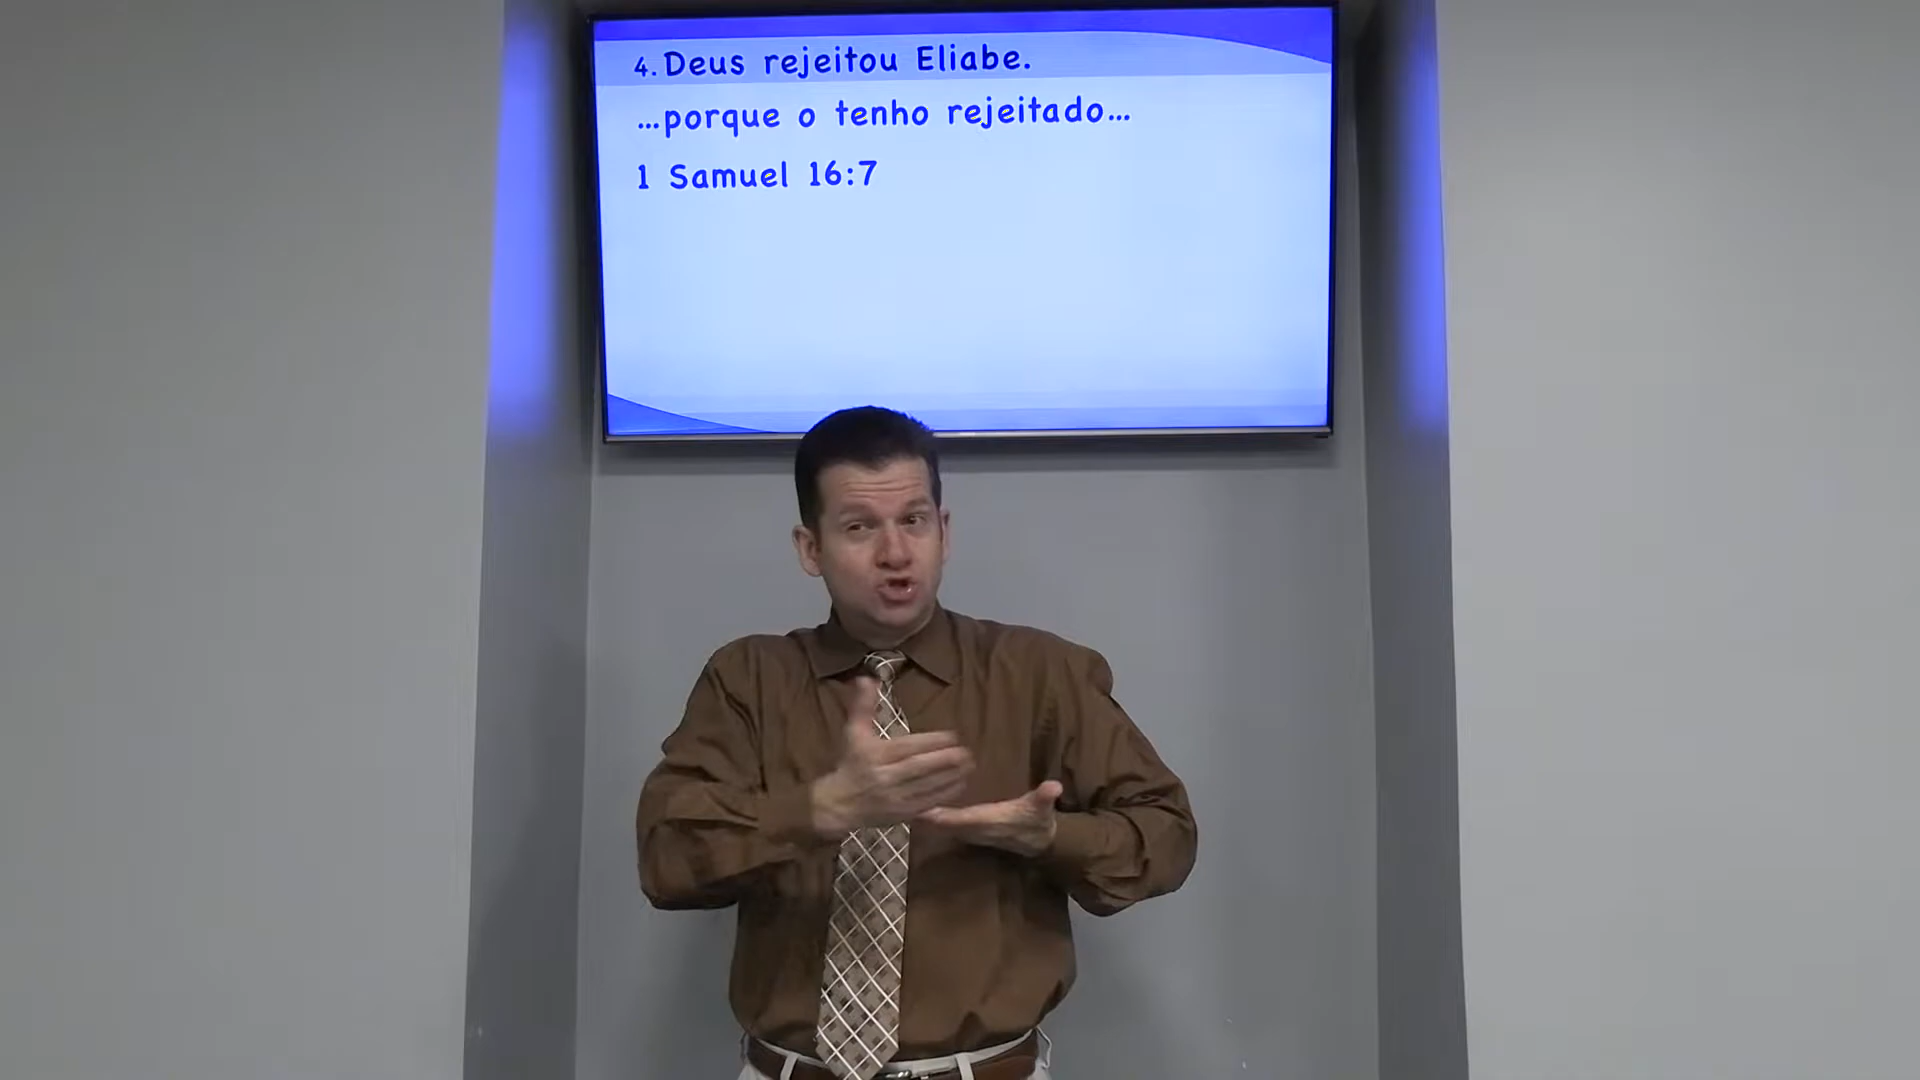 4. Deus rejeitou Eliabe.
...porque o tenho rejeitado...
1 Samuel 16:7